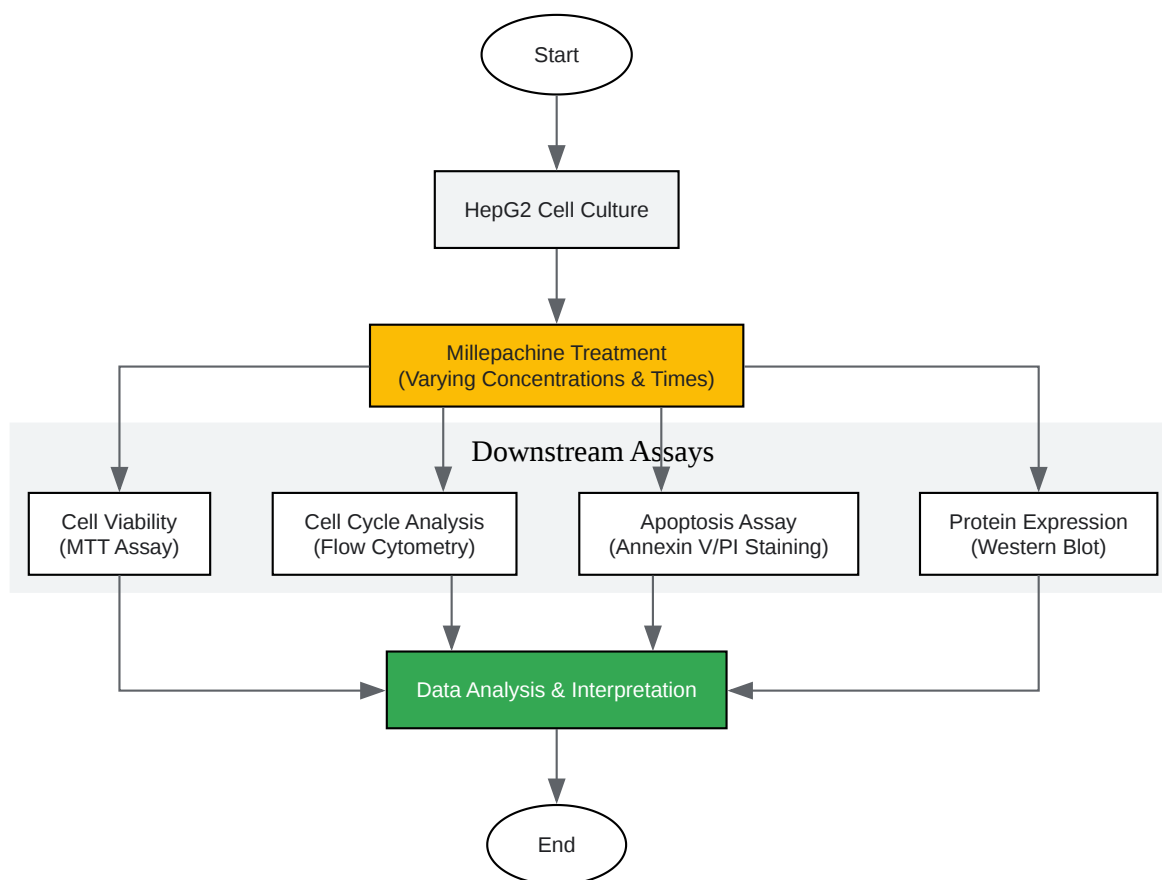 Start
HepG2 Cell Culture
Millepachine Treatment
(Varying Concentrations & Times)
Downstream Assays
Cell Viability
(MTT Assay)
Cell Cycle Analysis
(Flow Cytometry)
Apoptosis Assay
(Annexin V/PI Staining)
Protein Expression
(Western Blot)
Data Analysis & Interpretation
End